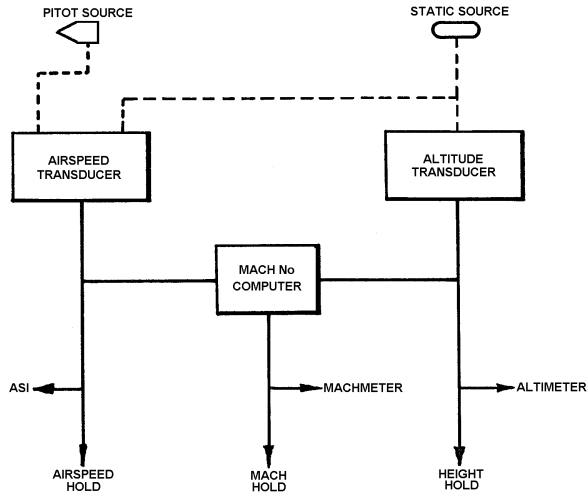 PITOT SOURCE
STATIC SOURCE
AIRSPEED
TRANSDUCER
ALTITUDE
TRANSDUCER
MACH No
COMPUTER
ASI
MACHMETER
ALTIMETER
AIRSPEED
HOLD
MACH
HOLD
HEIGHT
HOLD